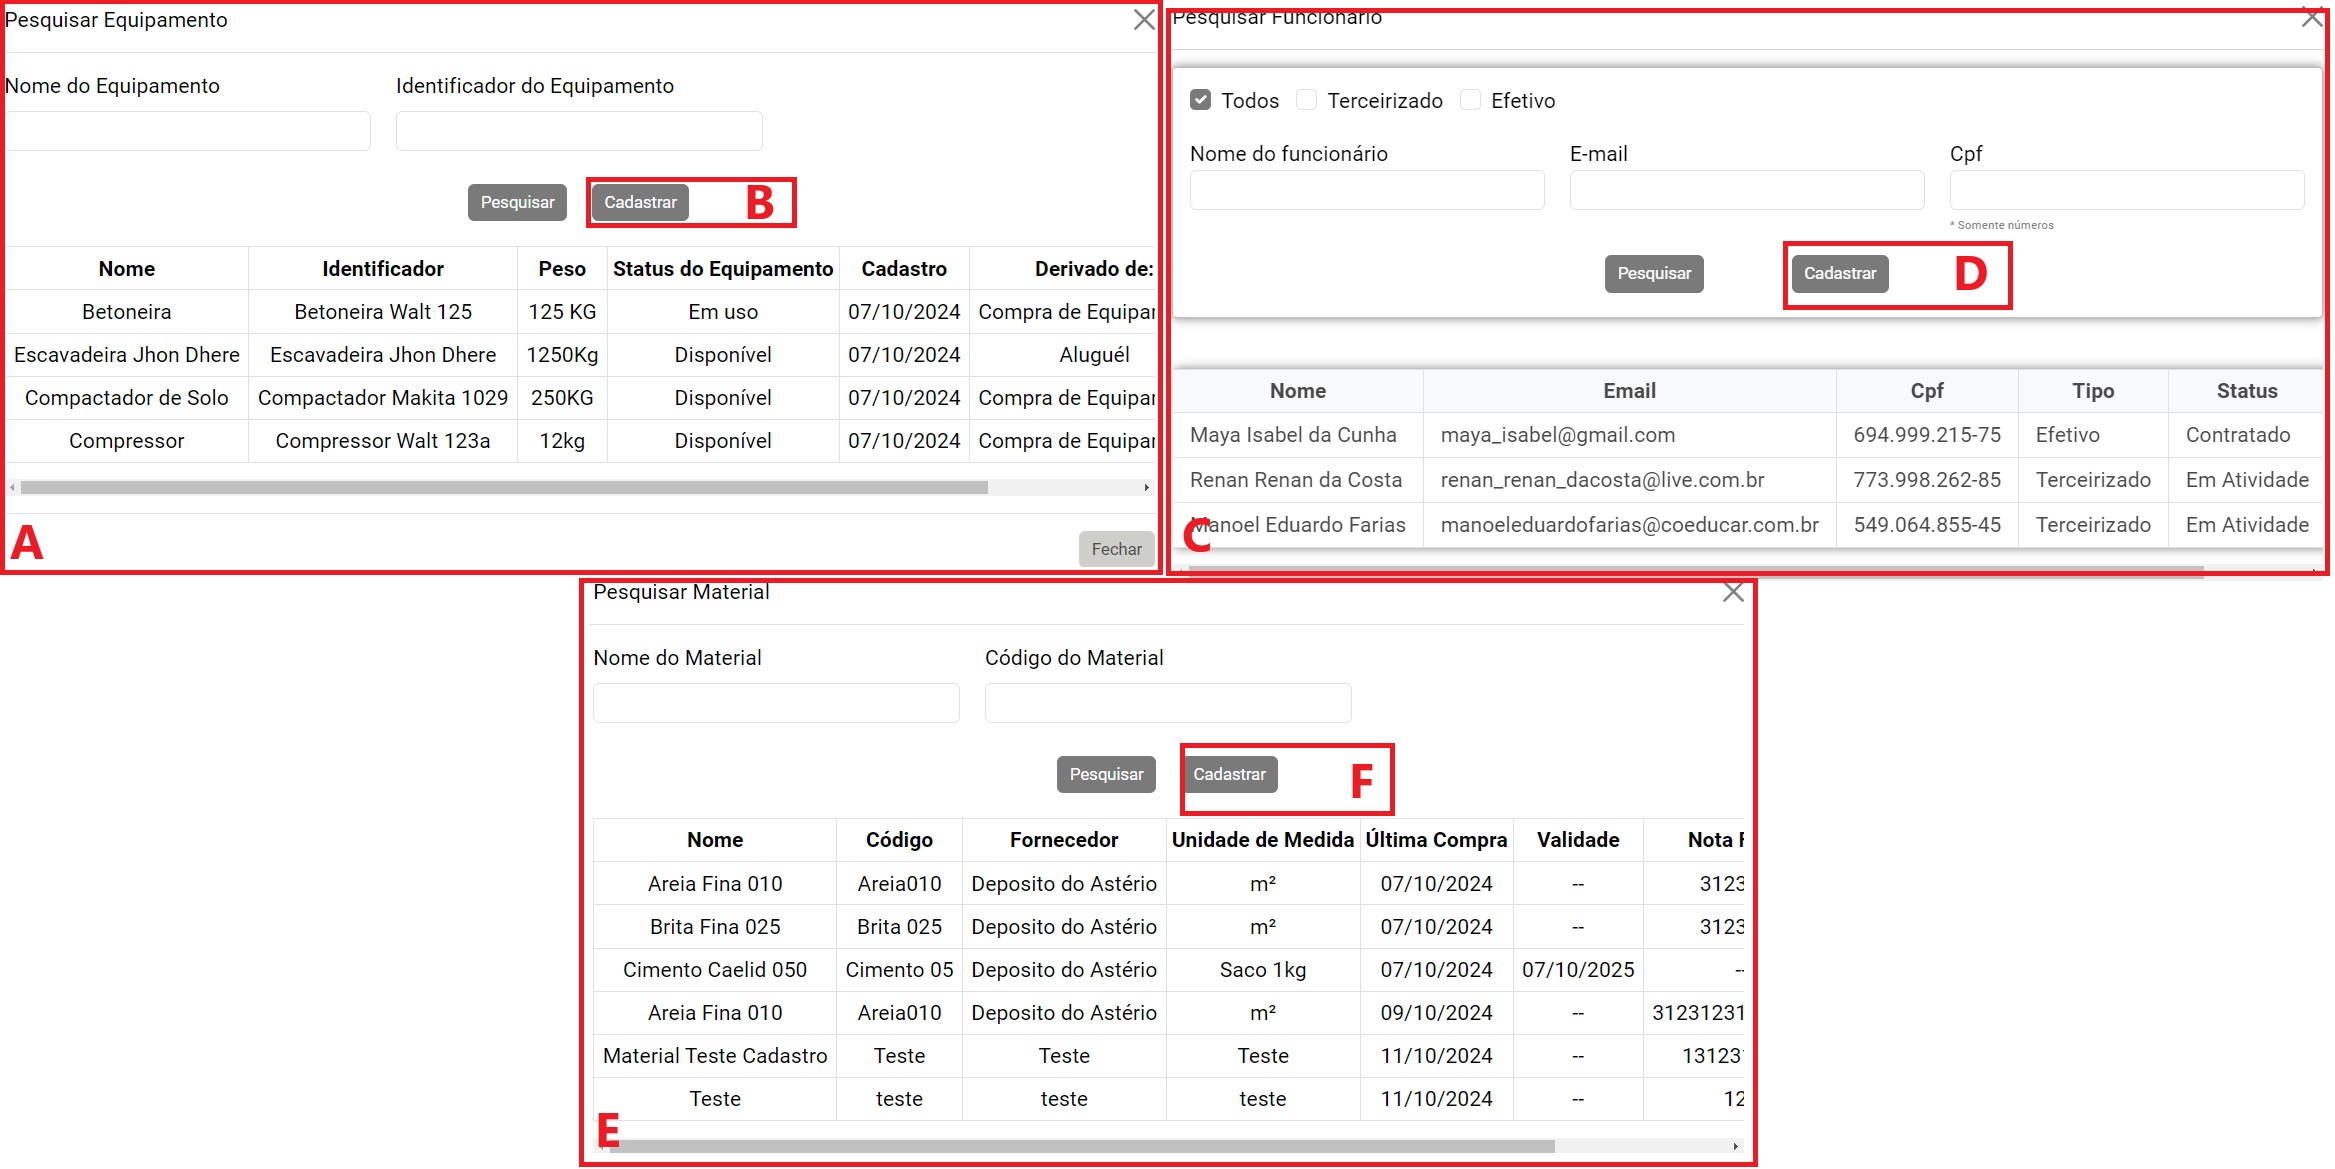 Pesquisar Equipamento
Nome do Equipamento Identificador do Equipamento
Pesquisar Cadastrar B
Nome Identificador Peso Status do Equipamento Cadastro Derivado de:
Betoneira Betoneira Walt 125 125 KG Em uso 07/10/2024 Compra de Equipar
Escavadeira Jhon Dhere Escavadeira Jhon Dhere 1250Kg Disponível 07/10/2024 Aluguél
Compactador de Solo Compactador Makita 1029 250KG Disponível 07/10/2024 Compra de Equipar
Compressor Compressor Walt 123a 12kg Disponível 07/10/2024 Compra de Equipar
A
Fechar
Pesquisar Funcionário
Todos Terceirizado Efetivo
Nome do funcionário E-mail Cpf
* Somente números
Pesquisar Cadastrar D
Nome Email Cpf Tipo Status
Maya Isabel da Cunha maya_isabel@gmail.com 694.999.215-75 Efetivo Contratado
Renan Renan da Costa renan_renan_dacosta@live.com.br 773.998.262-85 Terceirizado Em Atividade
Manoel Eduardo Farias manoeleduardofarias@coeducar.com.br 549.064.855-45 Terceirizado Em Atividade
C
Pesquisar Material
Nome do Material Código do Material
Pesquisar Cadastrar F
Nome Código Fornecedor Unidade de Medida Última Compra Validade Nota F
Areia Fina 010 Areia010 Deposito do Astério m² 07/10/2024 -- 3123
Brita Fina 025 Brita 025 Deposito do Astério m² 07/10/2024 -- 3123
Cimento Caelid 050 Cimento 05 Deposito do Astério Saco 1kg 07/10/2024 07/10/2025 --
Areia Fina 010 Areia010 Deposito do Astério m² 09/10/2024 -- 31231231
Material Teste Cadastro Teste Teste Teste 11/10/2024 -- 13123
Teste teste teste teste 11/10/2024 -- 12
E